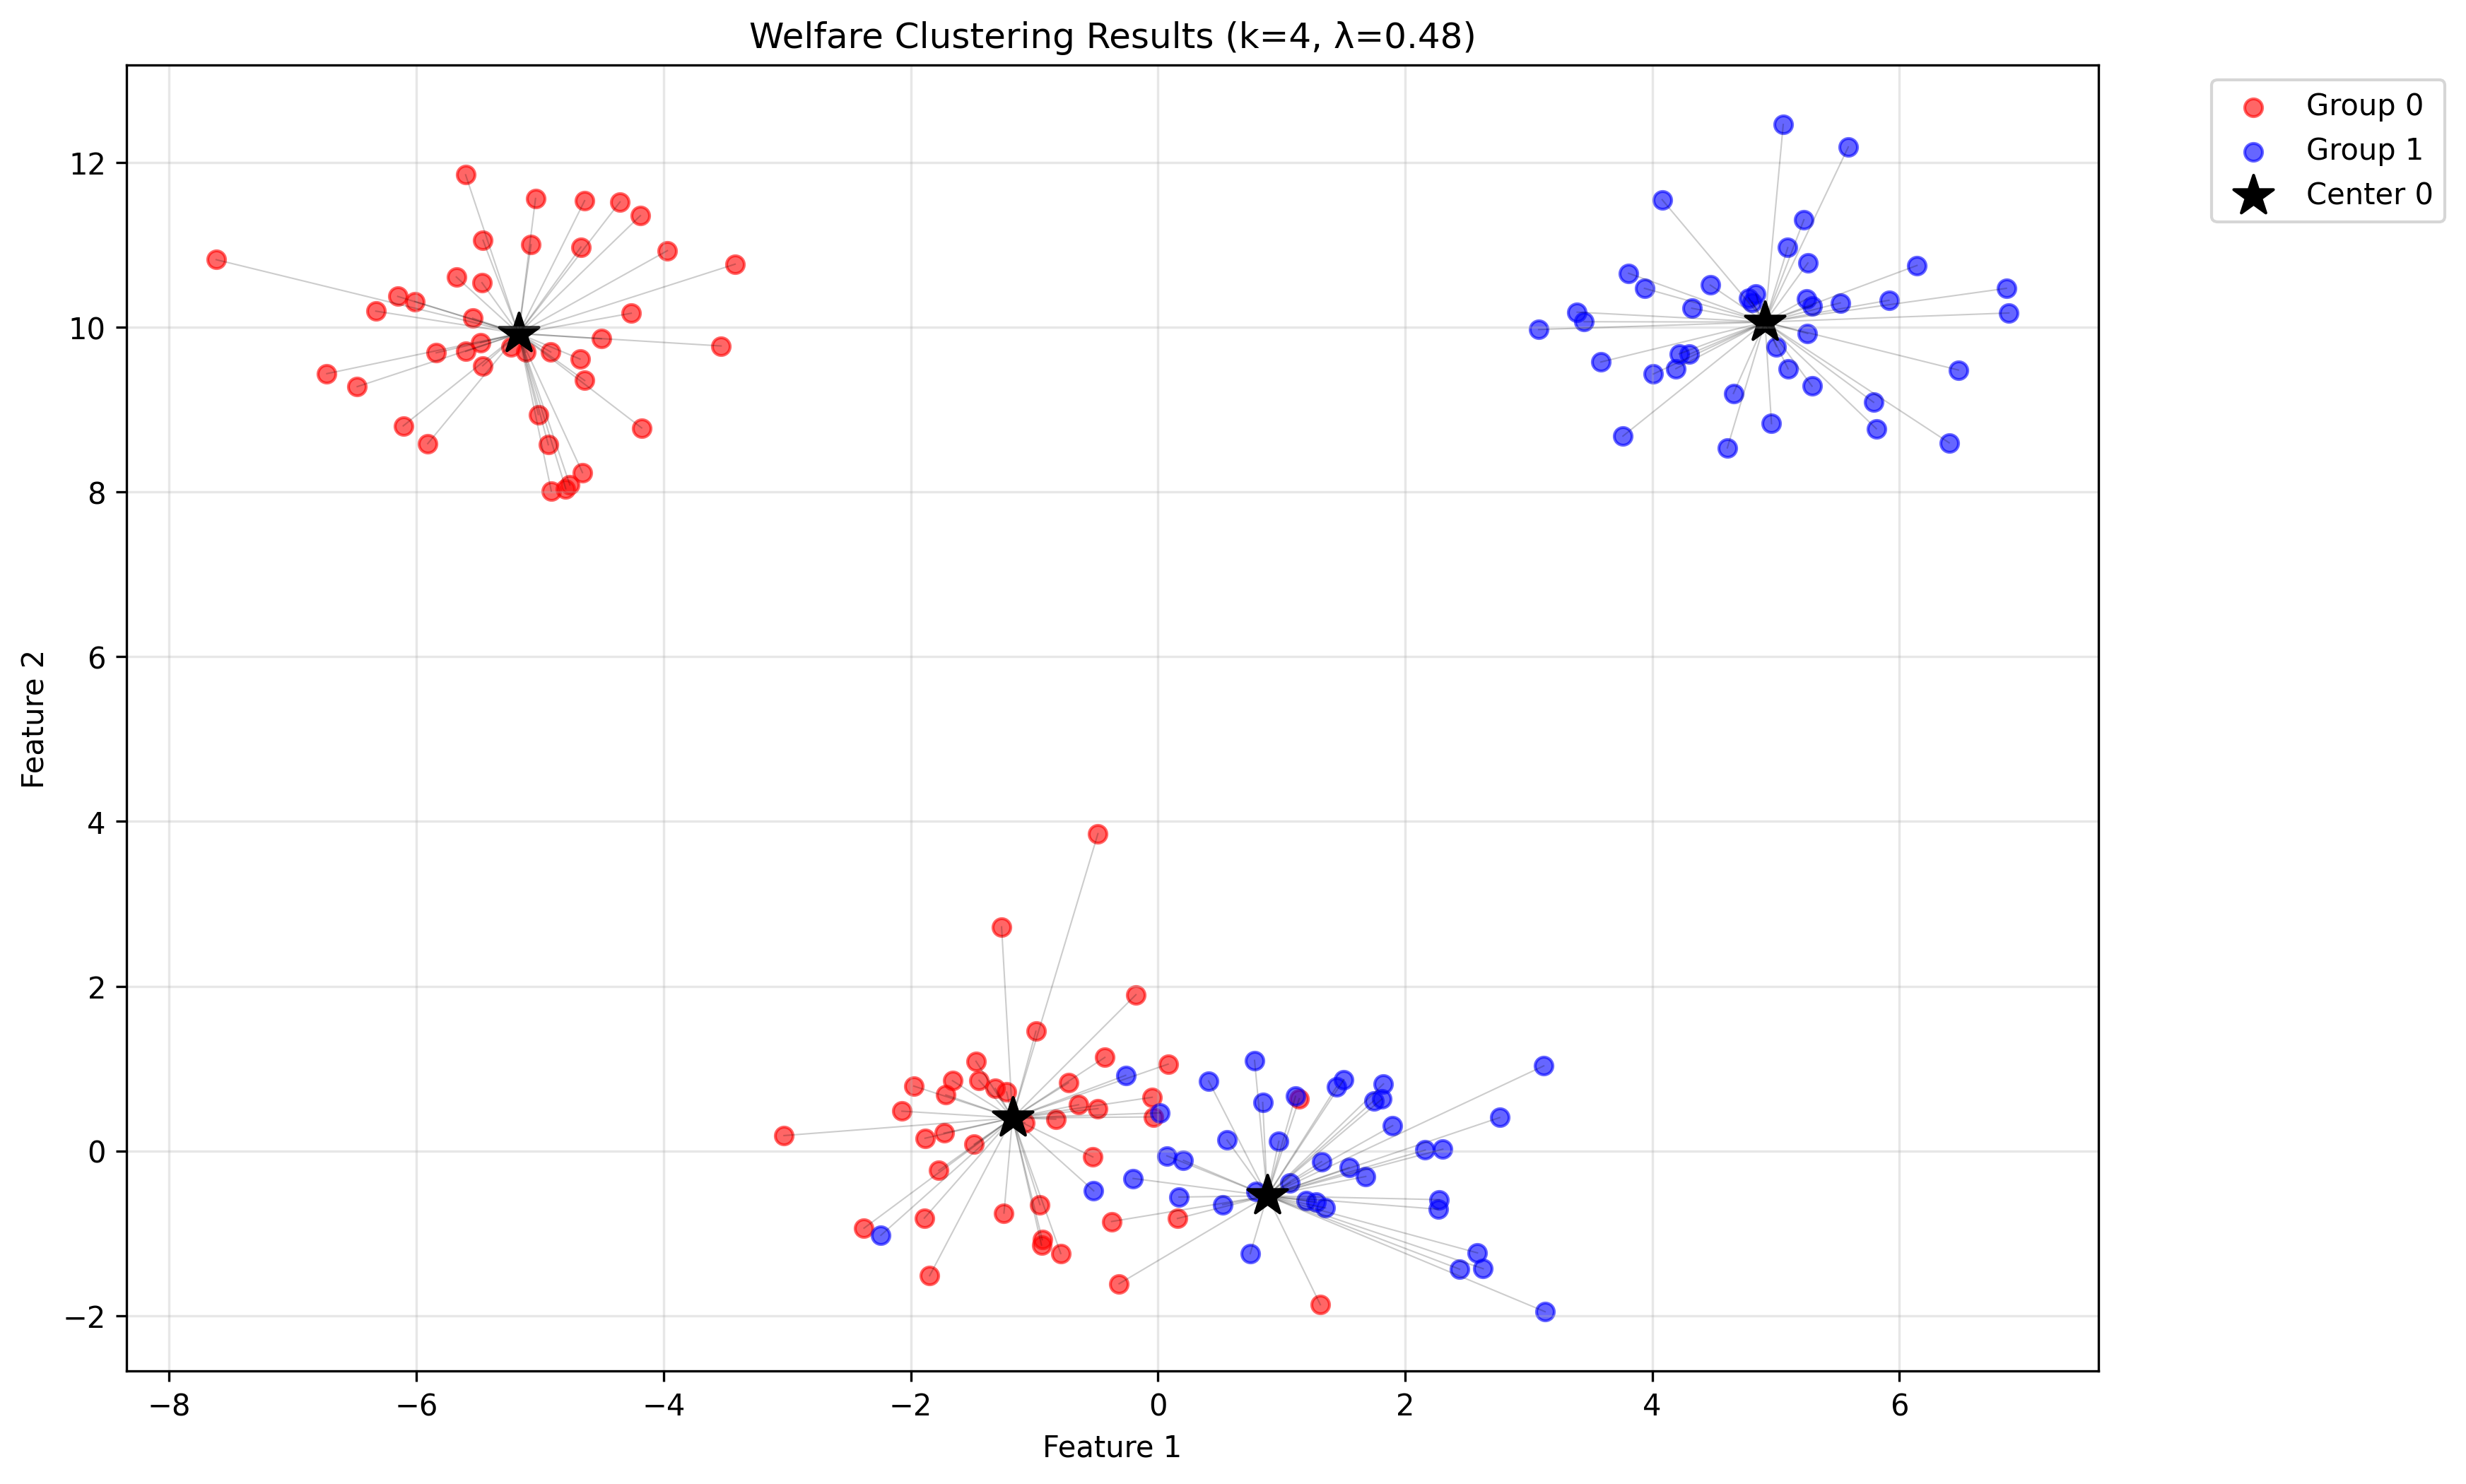 Welfare Clustering Results (k=4, λ=0.48)
Group 0
Group 1
Center 0
12
10
8
6
4
2
0
−2
Feature 2
−8
−6
−4
−2
0
2
4
6
Feature 1